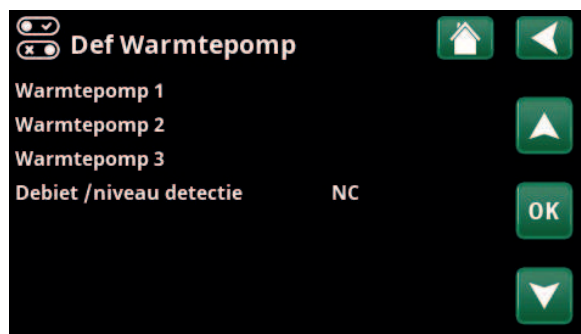 Def Warmtepomp
Warmtepomp 1
Warmtepomp 2
Warmtepomp 3
Debiet /niveau detectie NC
OK